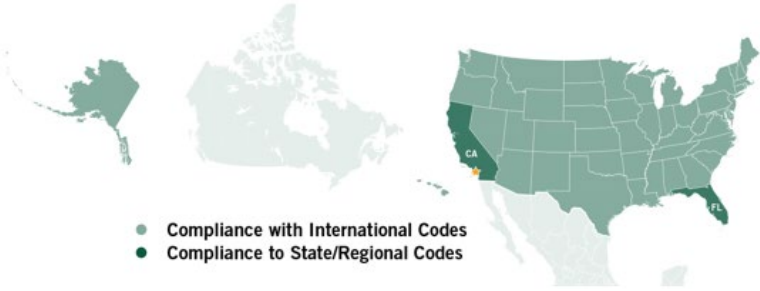 CA
FL
Compliance with International Codes
Compliance to State/Regional Codes